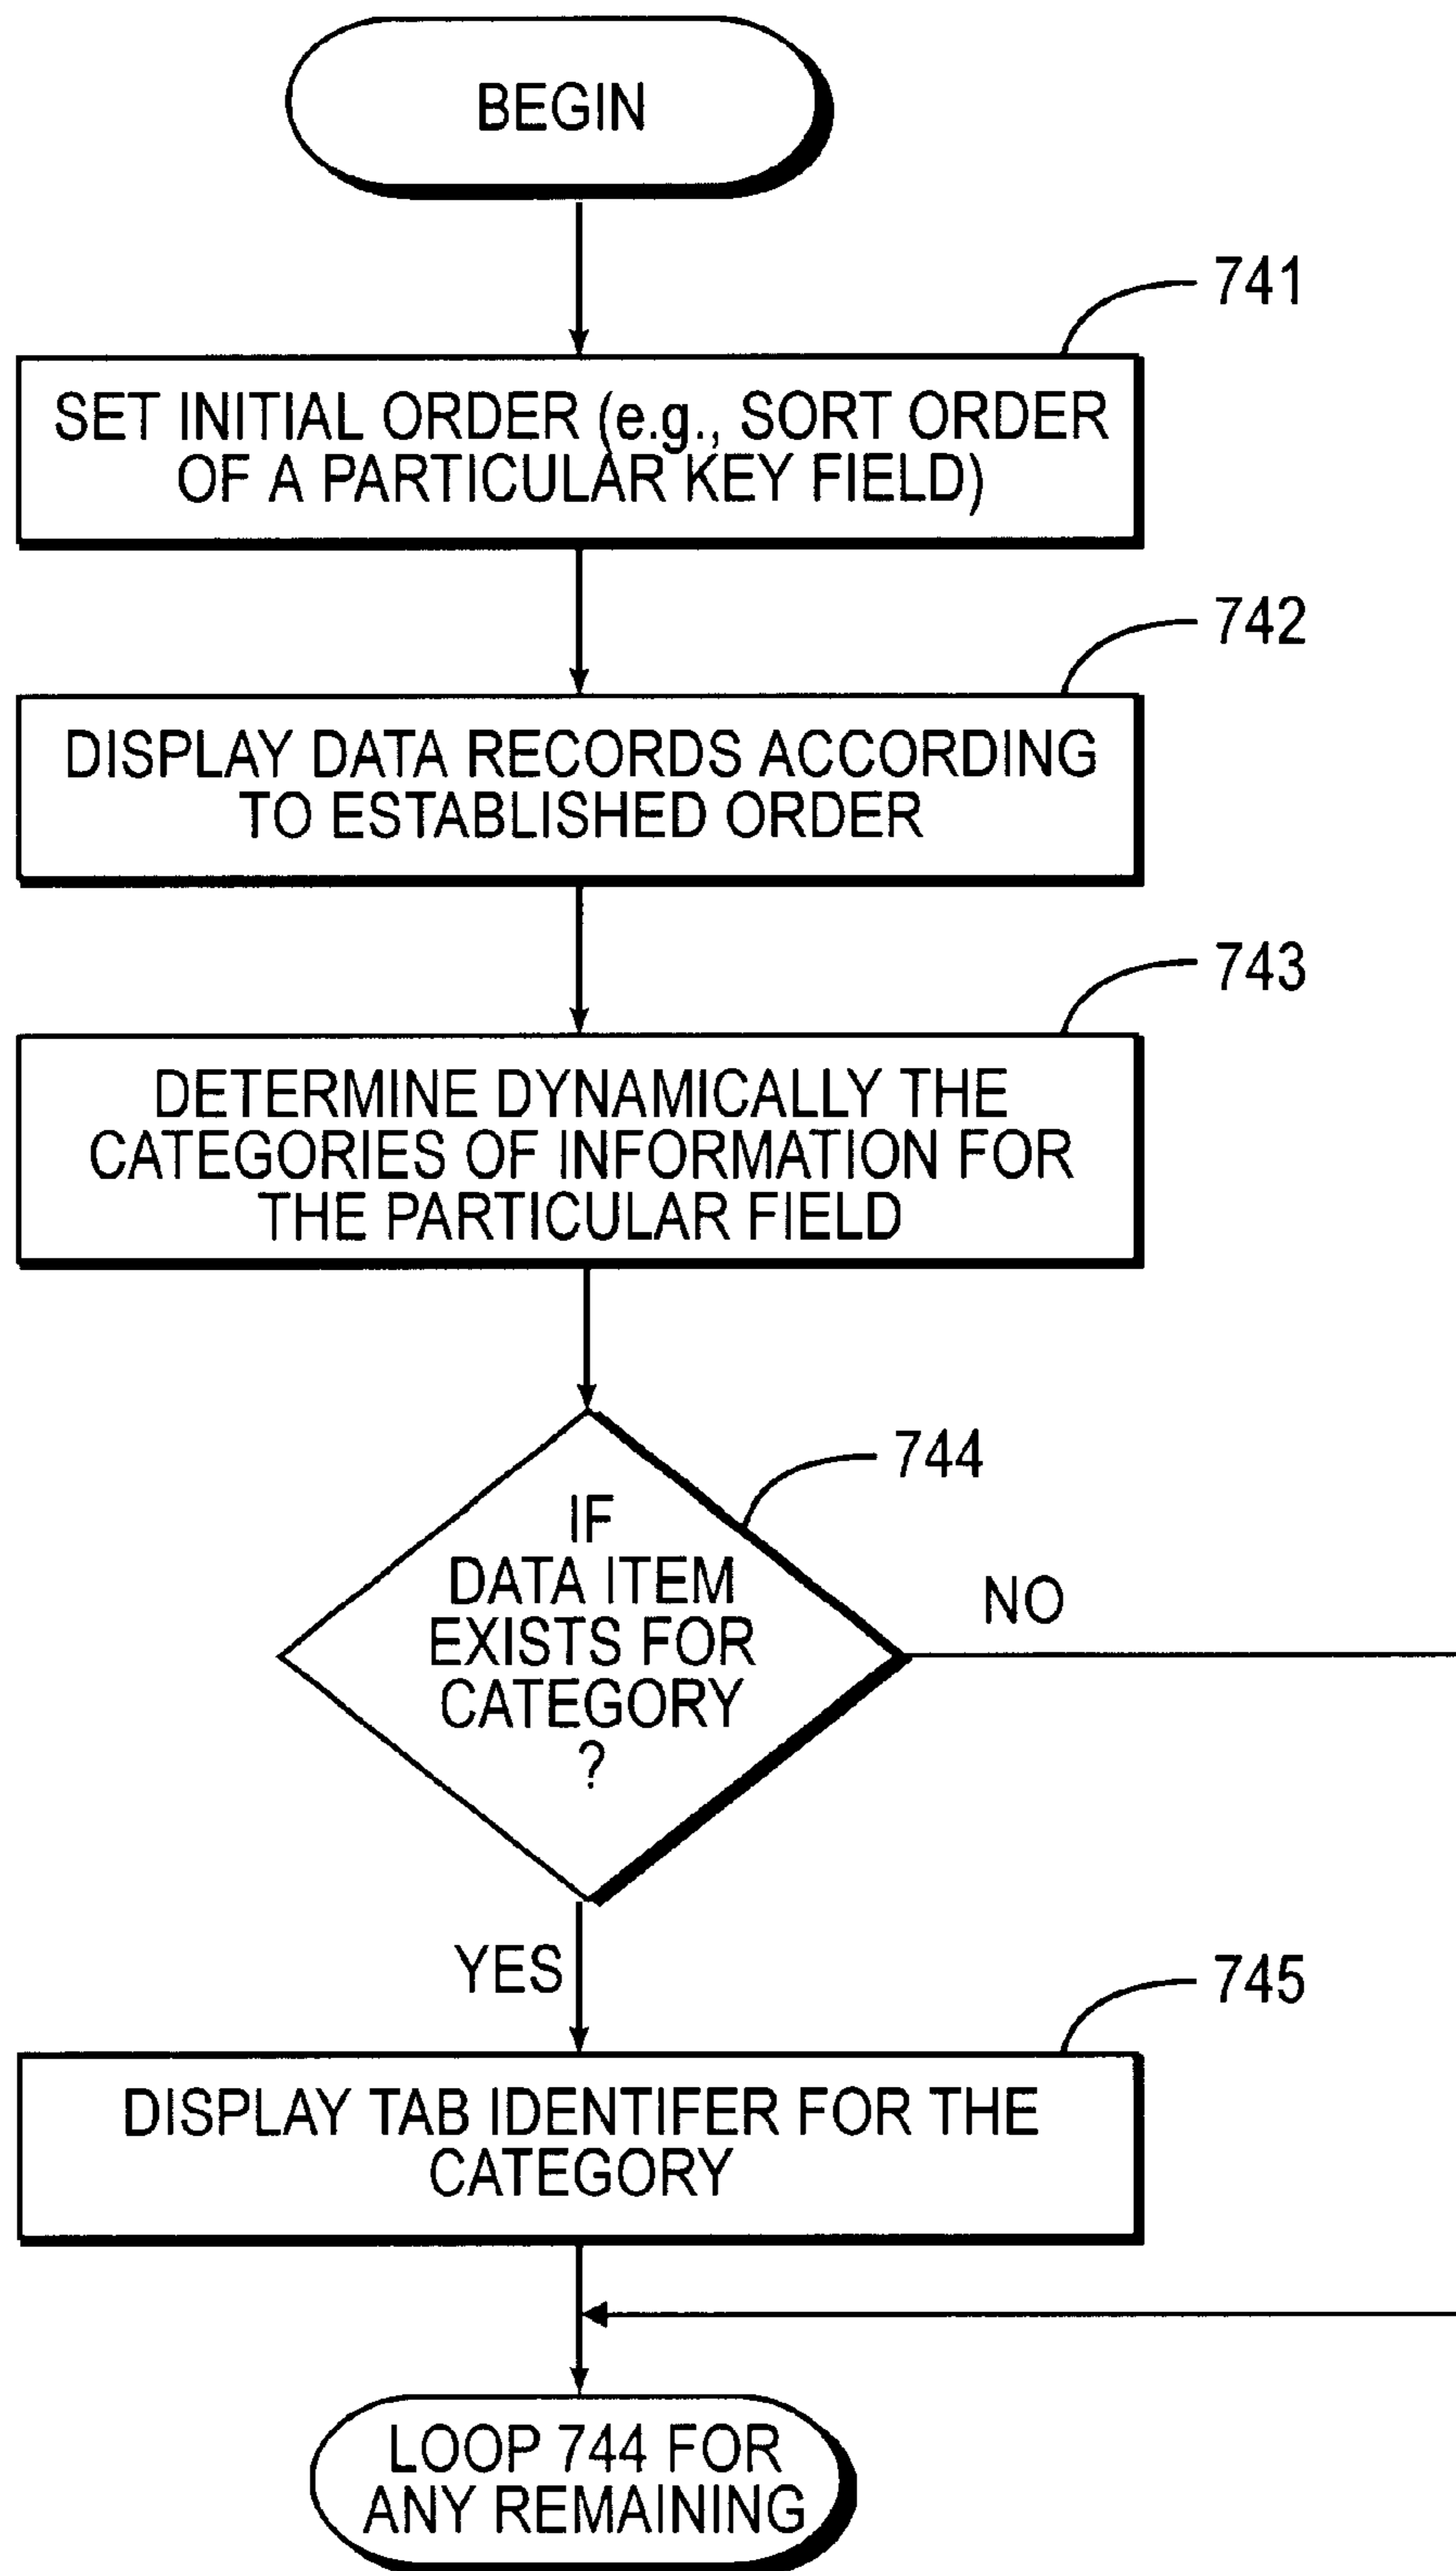 BEGIN
741
SET INITIAL ORDER (e.g., SORT ORDER
OF A PARTICULAR KEY FIELD)
742
DISPLAY DATA RECORDS ACCORDING
TO ESTABLISHED ORDER
743
DETERMINE DYNAMICALLY THE
CATEGORIES OF INFORMATION FOR
THE PARTICULAR FIELD
744
IF
DATA ITEM
EXISTS FOR
CATEGORY
?
NO
YES
745
DISPLAY TAB IDENTIFER FOR THE
CATEGORY
LOOP 744 FOR
ANY REMAINING